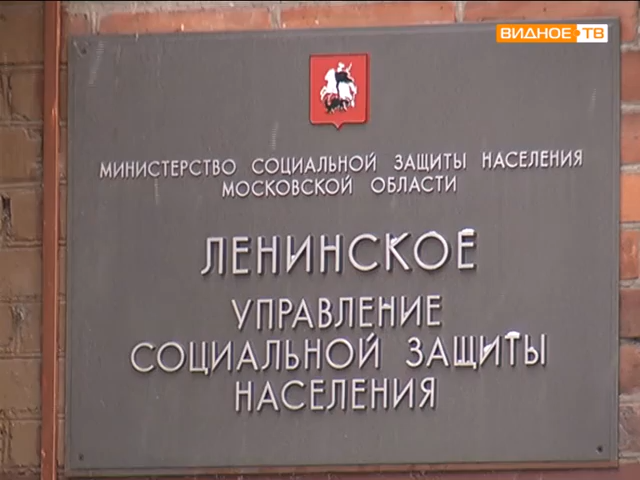 ВИДНОЕ ТВ
МИНИСТЕРСТВО СОЦИАЛЬНОЙ ЗАЩИТЫ НАСЕЛЕНИЯ
МОСКОВСКОЙ ОБЛАСТИ
ЛЕНИНСКОЕ
УПРАВЛЕНИЕ
СОЦИАЛЬНОЙ ЗАЩИТЫ
НАСЕЛЕНИЯ